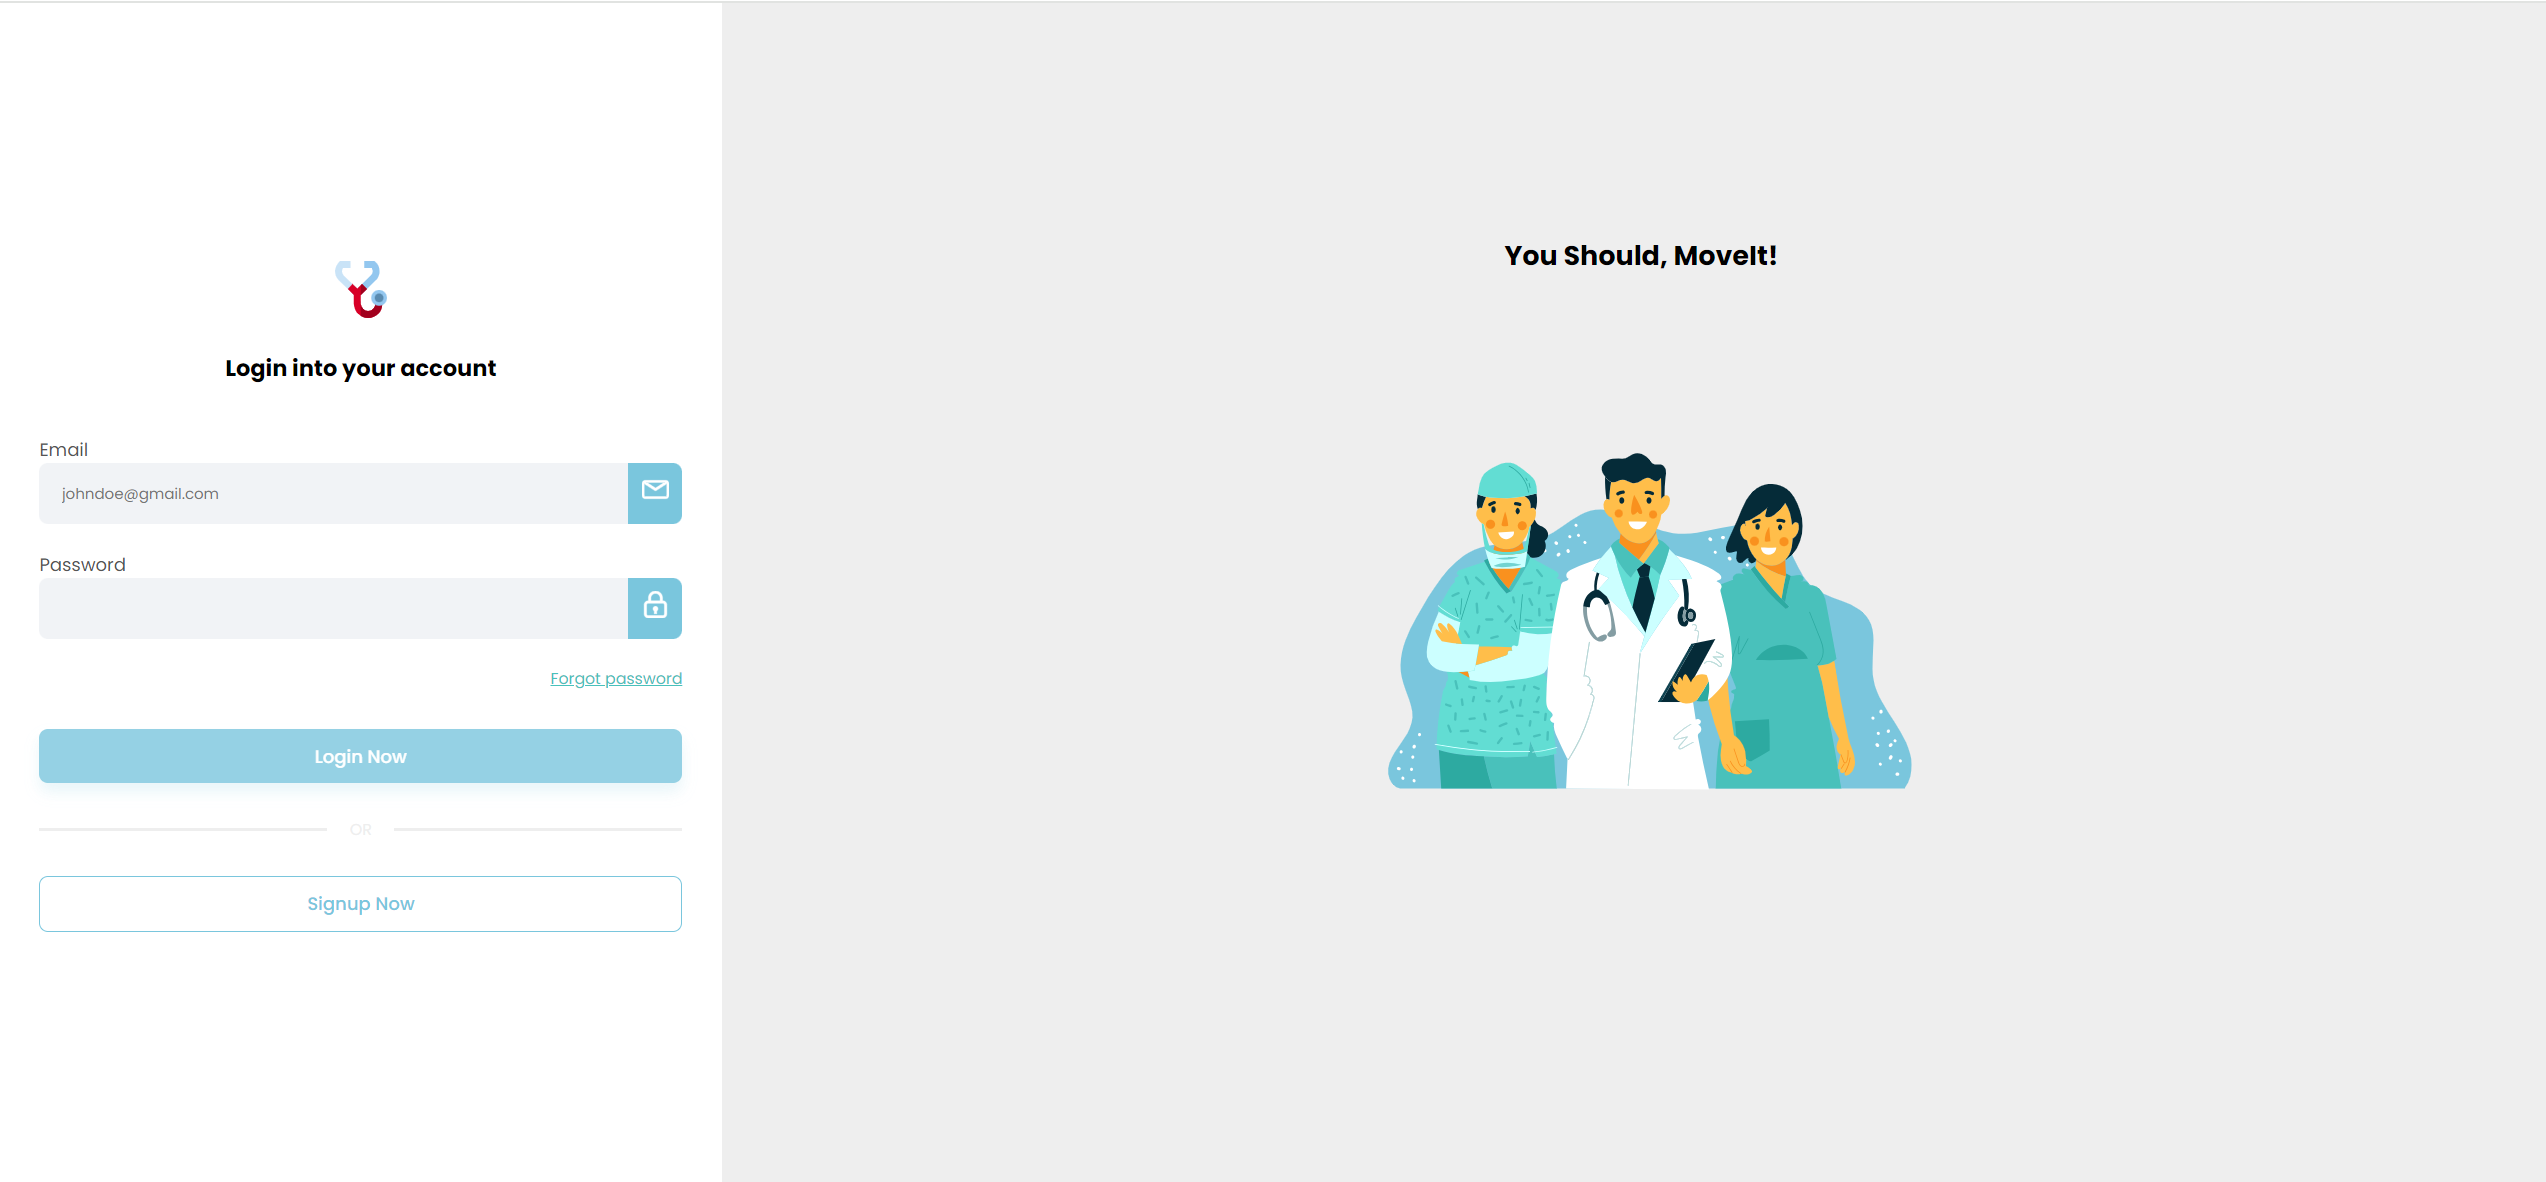 Login into your account
Email
johndoe@gmail.com
Password
Forgot password
Login Now
OR
Signup Now
You Should, MoveIt!